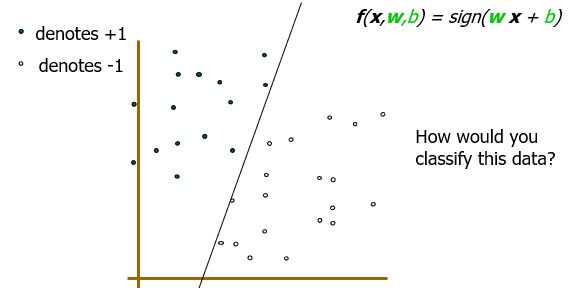 f(x,w,b) = sign(w x + b)
denotes +1
denotes -1
How would you
classify this data?